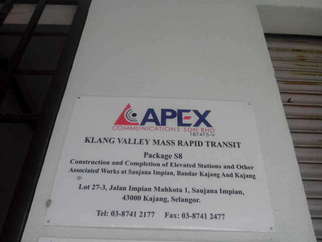 APEX
COMMUNICATIONS SDN BHD
187415-V
KLANG VALLEY MASS RAPID TRANSIT
Package S8
Construction and Completion of Elevated Stations and Other
Associated Works at Saujana Impian, Bandar Kajang And Kajang
Lot 27-3, Jalan Impian Mahkota 1, Saujana Impian,
43000 Kajang, Selangor.
Tel: 03-8741 2177 Fax: 03-8741 2477